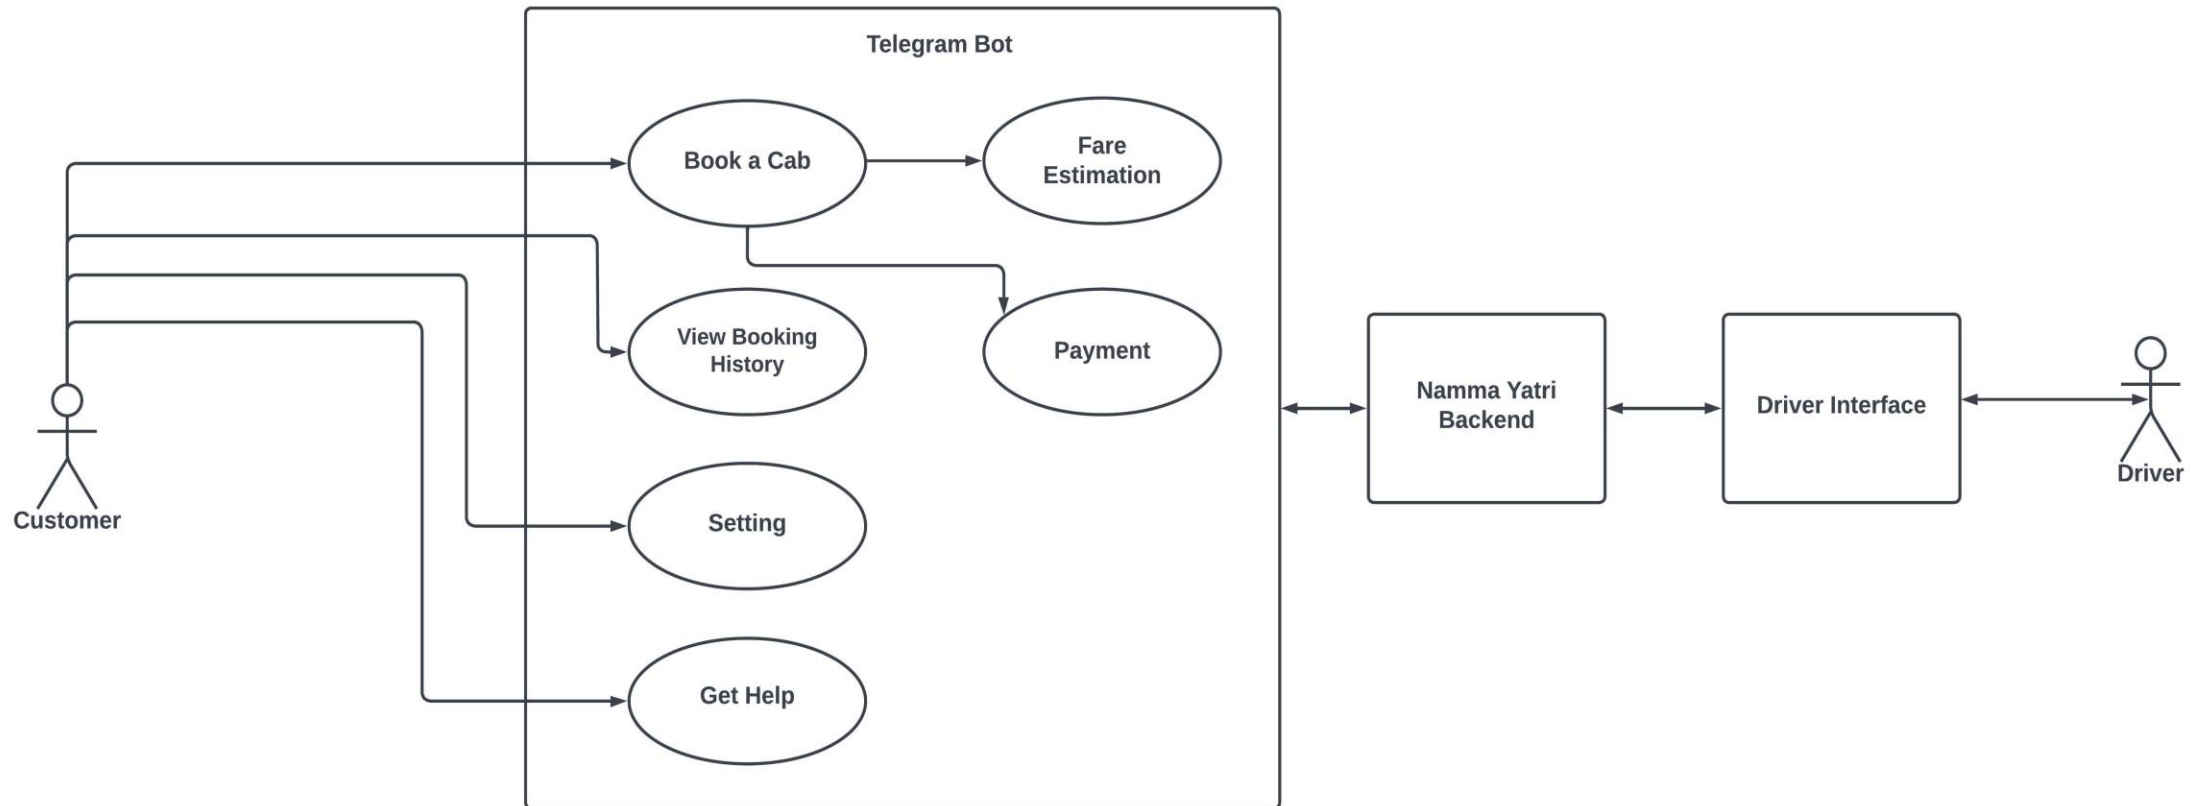 Telegram Bot
Book a Cab
Fare
Estimation
View Booking
History
Payment
Setting
Get Help
Customer
Namma Yatri
Backend
Driver Interface
Driver